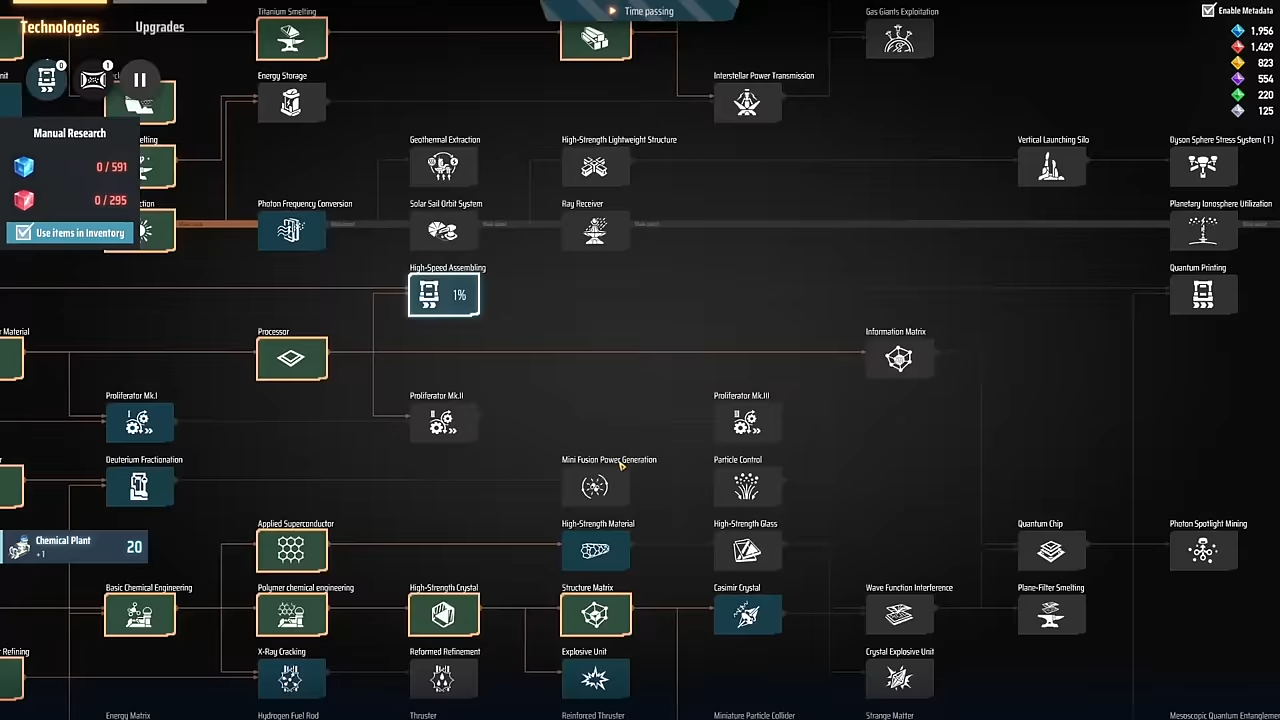 Titanium Smelting
Time passing
Gas Giants Exploitation
Enable Metadata
Technologies
Upgrades
1.956
1.429
823
554
220
125
0
1
Energy Storage
Interstellar Power Transmission
Manual Research
0 / 591
0 / 295
Use items in Inventory
Geothermal Extraction
High-Strength Lightweight Structure
Vertical Launching Silo
Dyson Sphere Stress System ( 1 )
Photon Frequency Conversion
Solar Sail Orbit System
Ray Receiver
Planetary Ionosphere Utilization
High-Speed Assembling
1%
Quantum Printing
Material
Processor
Information Matrix
Proliferator Mk.I
Proliferator Mk.II
Proliferator Mk.III
Deuterium Fractionation
Mini Fusion Power Generation
Particle Control
Chemical Plant
+1
20
Applied Superconductor
High-Strength Material
High-Strength Glass
Quantum Chip
Photon Spotlight Mining
Basic Chemical Engineering
Polymer chemical engineering
High-Strength Crystal
Structure Matrix
Casimir Crystal
Wave Function Interference
Plane-Filter Smelting
Refining
X-Ray Cracking
Reformed Refinement
Explosive Unit
Crystal Explosive Unit
Energy Matrix
Hydrogen Fuel Rod
Thruster
Reinforced Thruster
Miniature Particle Collider
Strange Matter
Mesoscopic Quantum Entanglemen